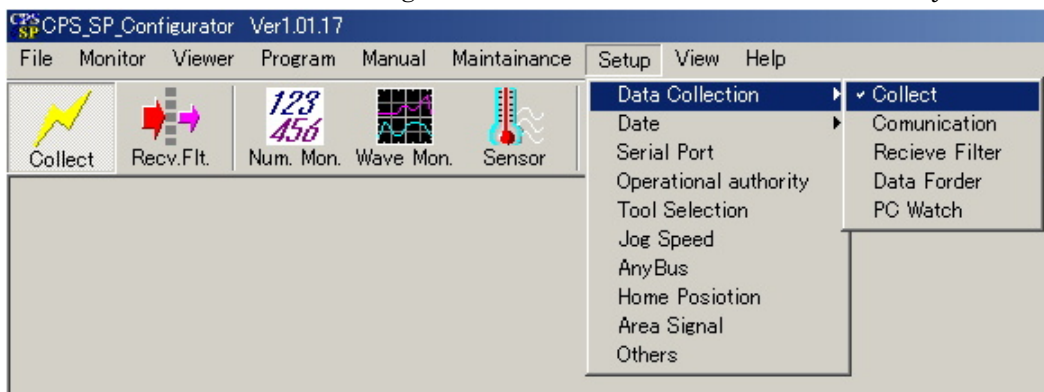 CPS SP CPS_SP_Configurator Ver1.01.17
File Monitor Viewer Program Manual Maintainance Setup View Help
Collect Recv.Flt. 123 456 Num. Mon. Wave Mon. Sensor
Data Collection
Date
Serial Port
Operational authority
Tool Selection
Jog Speed
AnyBus
Home Posiotion
Area Signal
Others
✓ Collect
Comunication
Recieve Filter
Data Forder
PC Watch